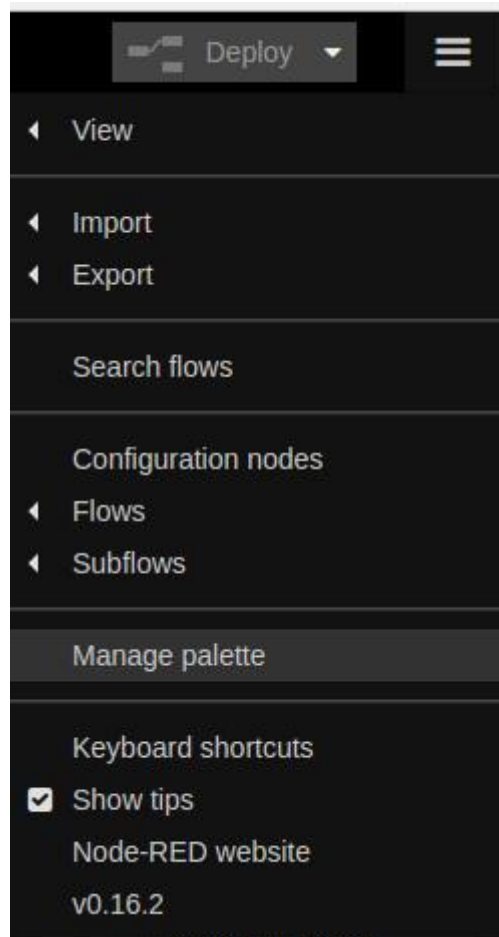 Deploy
View
Import
Export
Search flows
Configuration nodes
Flows
Subflows
Manage palette
Keyboard shortcuts
Show tips
Node-RED website
v0.16.2